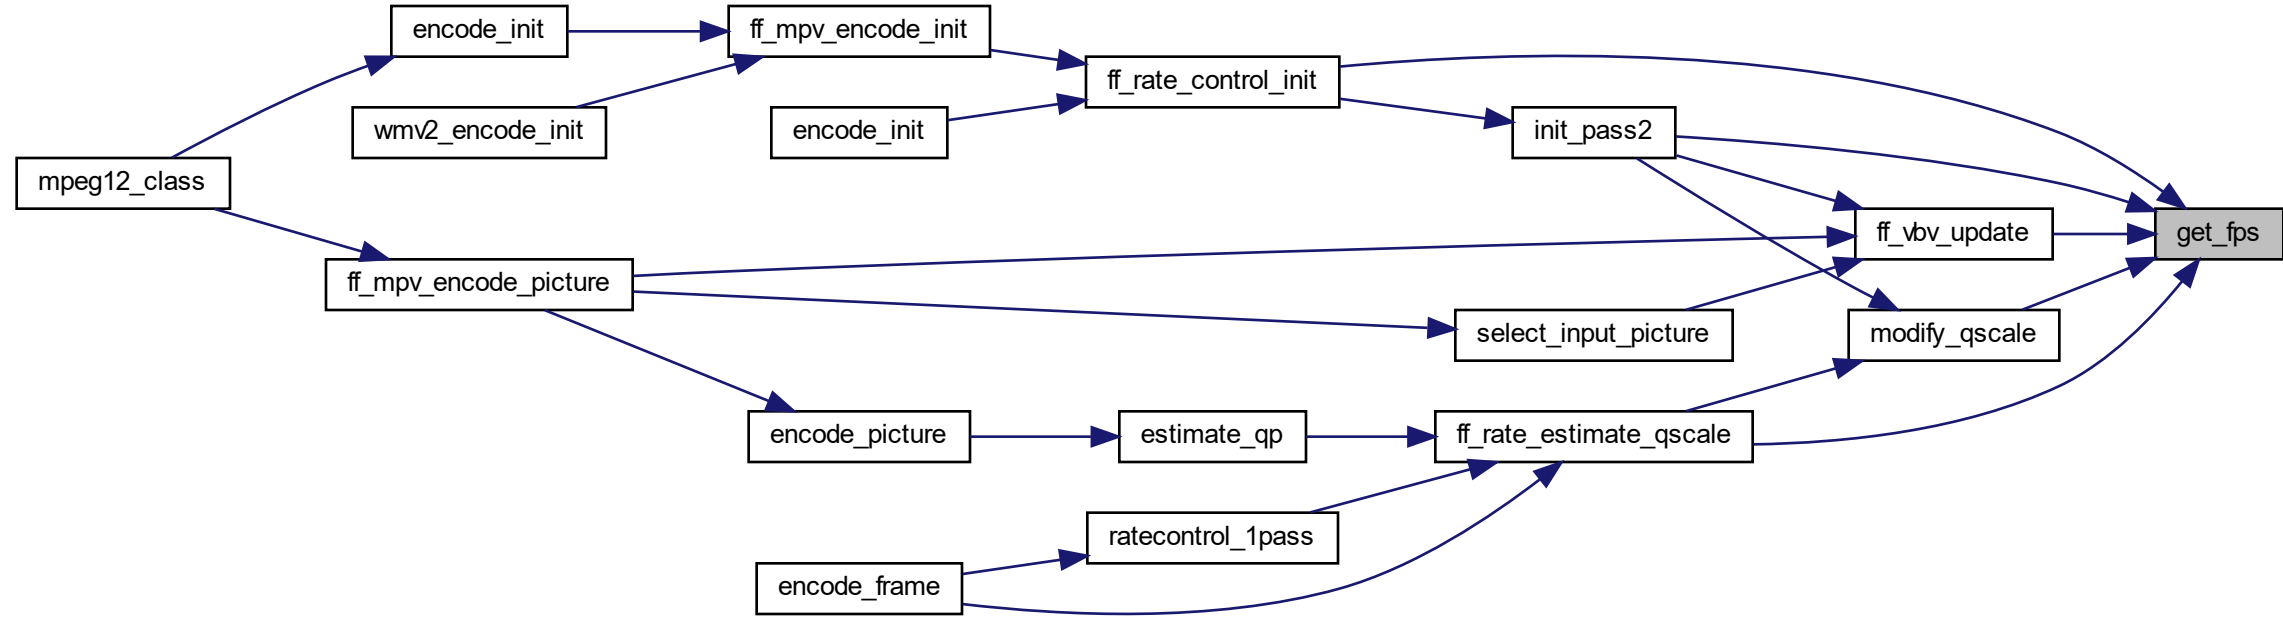 encode_init
ff_mpv_encode_init
ff_rate_control_init
wmv2_encode_init
encode_init
init_pass2
mpeg12_class
ff_vbv_update
get_fps
ff_mpv_encode_picture
select_input_picture
modify_qscale
encode_picture
estimate_qp
ff_rate_estimate_qscale
ratecontrol_1pass
encode_frame